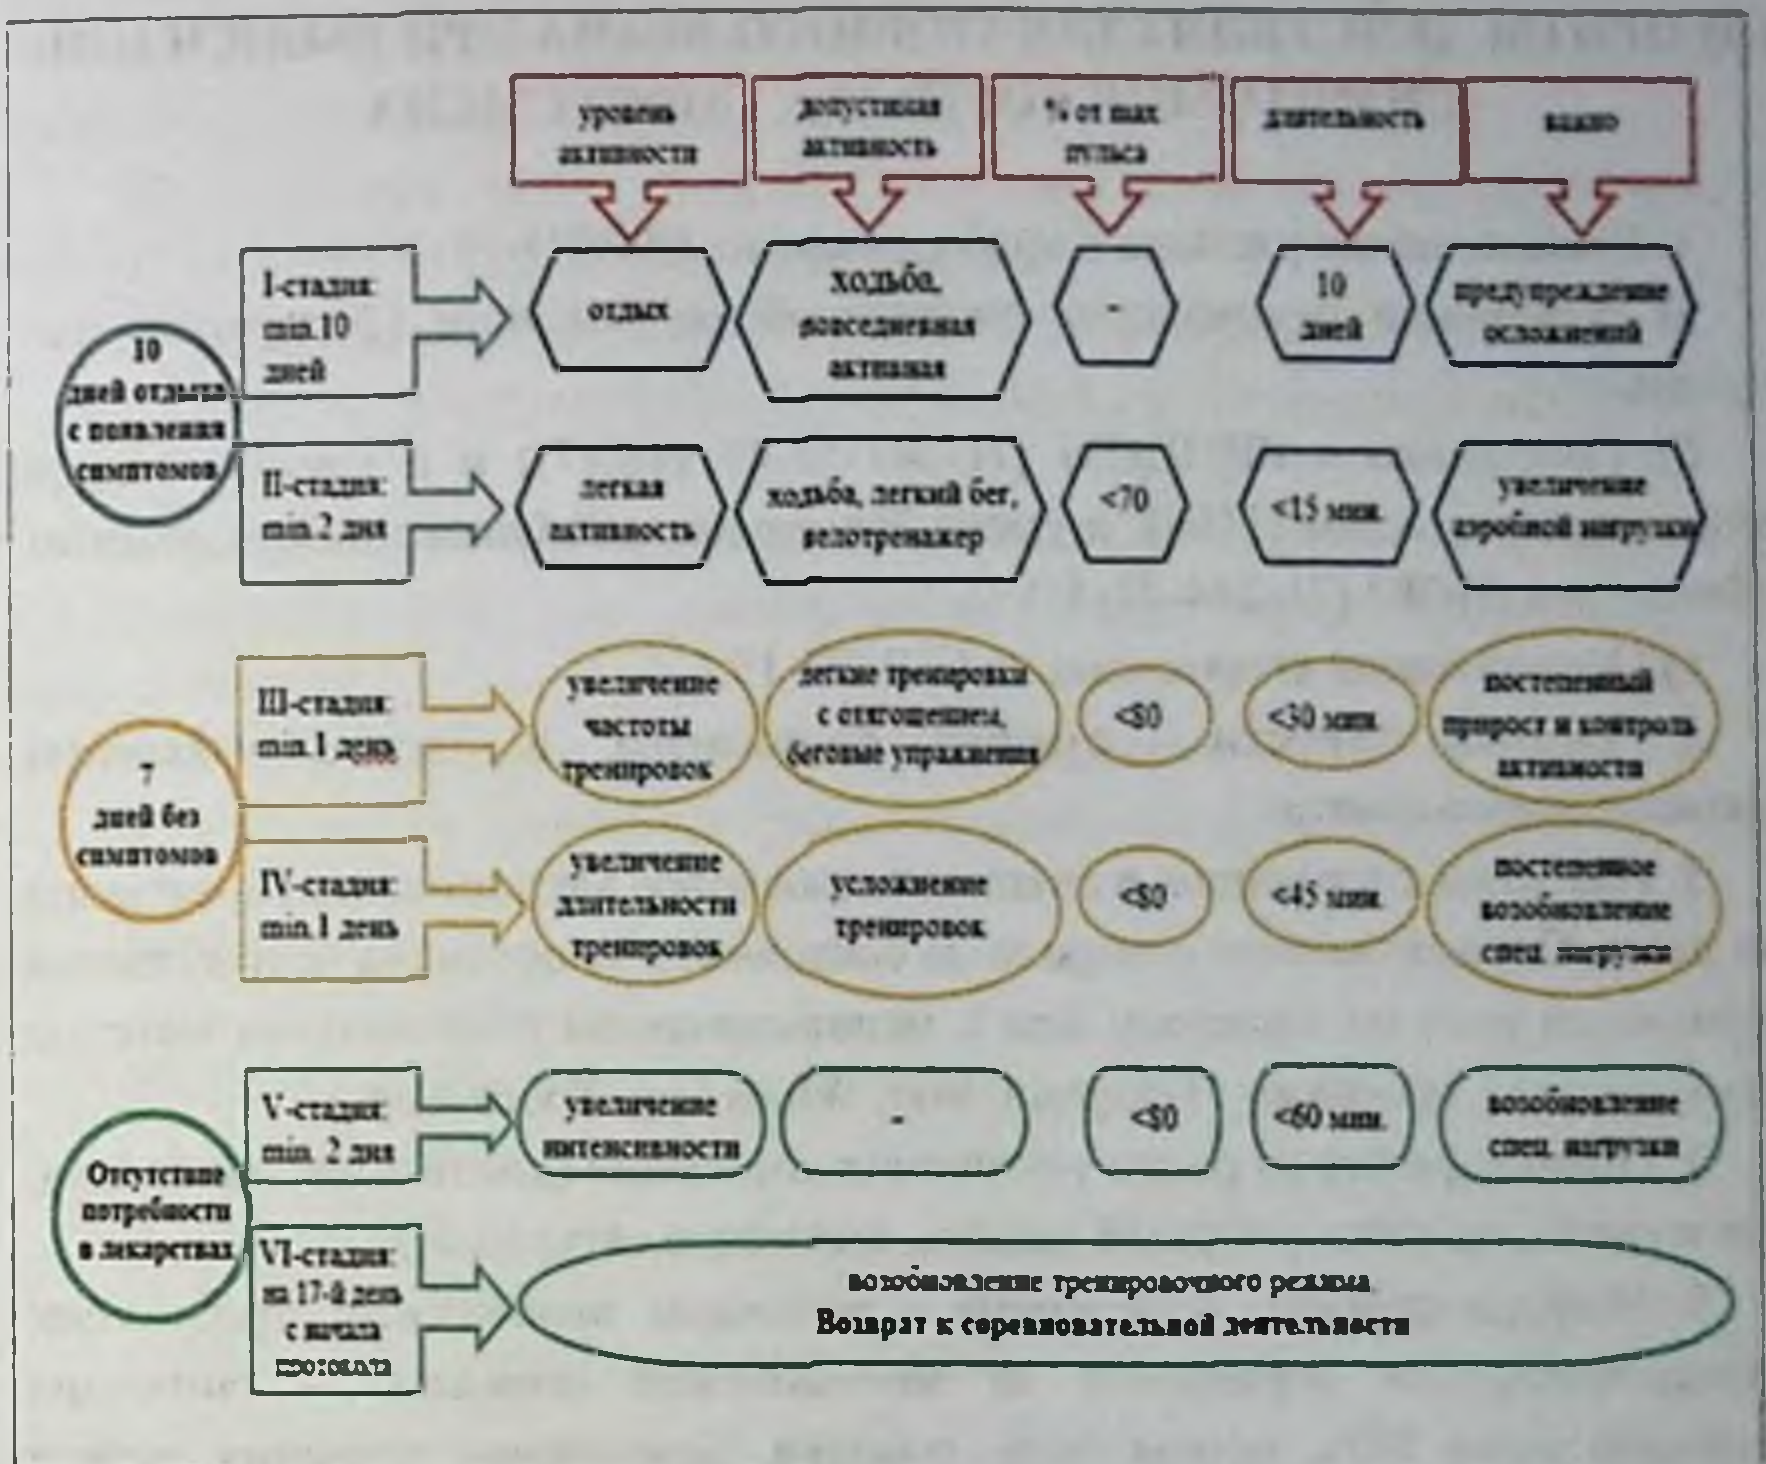 уровень
активности
допустимая
активность
% от max
пульса
длительность
важно
10
дней отдыха
с появления
симптомов
I-стадия:
min.10
дней
отдых
ходьба,
повседневная
активная
-
10
дней
предупреждение
осложнений
II-стадия:
min.2 дня
легкая
активность
ходьба, легкий бег,
велотренажер
<70
<15 мин.
увеличение
аэробной нагрузки
7
дней без
симптомов
III-стадия:
min.1 день
увеличение
частоты
тренировок
легкие тренировки
с отягощением,
беговые упражнения
<80
<30 мин.
постепенный
прирост и контроль
активности
IV-стадия:
min.1 день
увеличение
длительности
тренировок
усложнение
тренировок
<80
<45 мин.
постепенное
возобновление
спец. нагрузки
Отсутствие
потребности
в лекарствах
V-стадия:
min. 2 дня
увеличение
интенсивности
-
<80
<60 мин.
возобновление
спец. нагрузки
VI-стадия:
на 17-й день
с начала
протокола
возобновление тренировочного режима.
Возврат к соревновательной деятельности